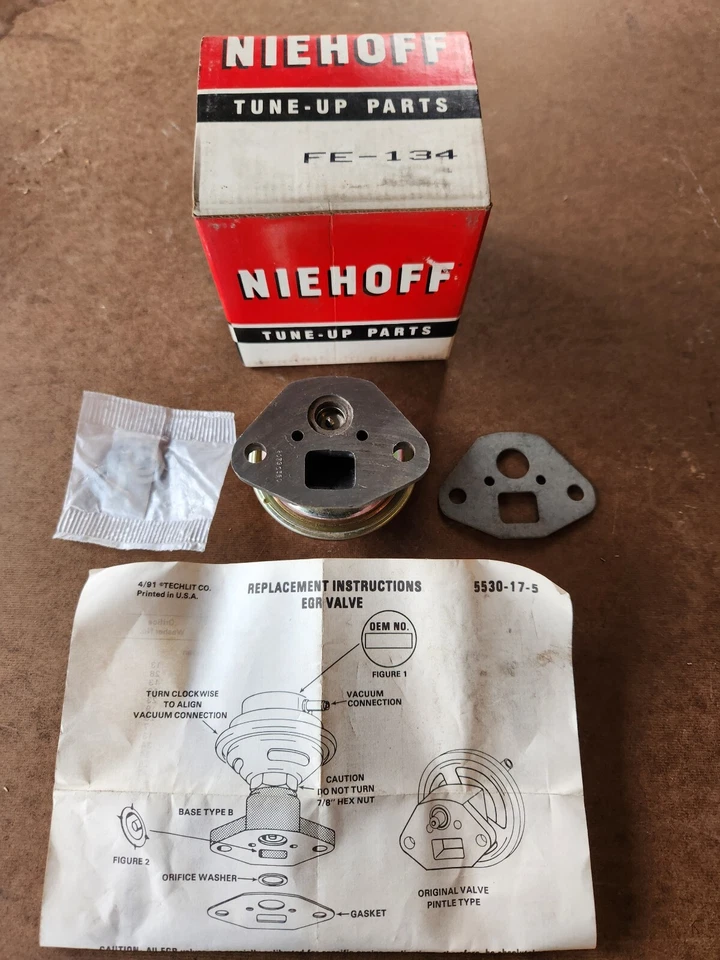 NIEHOFF
TUNE-UP PARTS
FE-134
NIEHOFF
TUNE-UP PARTS
4/91 ©TECHLIT CO.
Printed in U.S.A.
REPLACEMENT INSTRUCTIONS
EGR VALVE
5530-17-5
OEM NO.
FIGURE 1
TURN CLOCKWISE
TO ALIGN
VACUUM CONNECTION
VACUUM
CONNECTION
CAUTION
DO NOT TURN
7/8" HEX NUT
BASE TYPE B
FIGURE 2
ORIFICE WASHER
GASKET
ORIGINAL VALVE
PINTLE TYPE